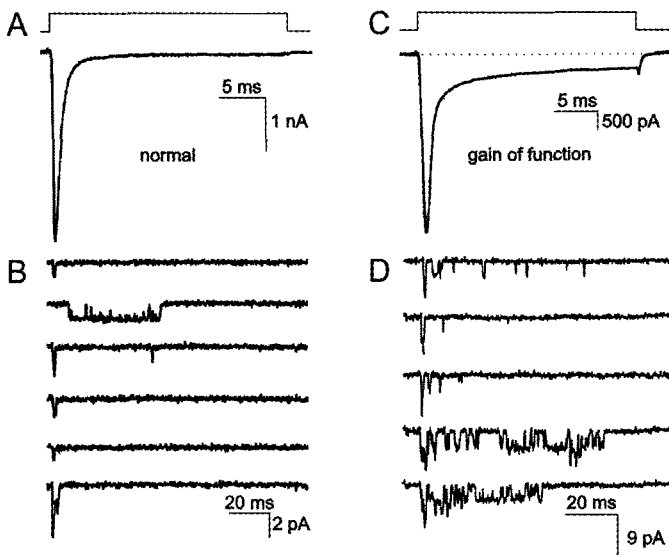 A
5 ms
1 nA
normal
C
5 ms
500 pA
gain of function
B
20 ms
2 pA
D
20 ms
9 pA